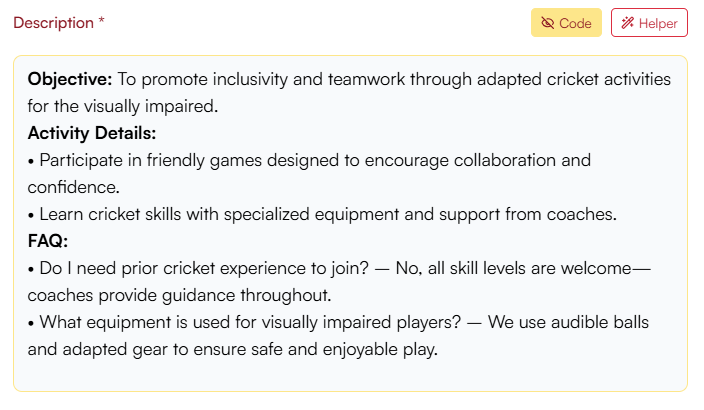 Description *
Code
Helper
Objective: To promote inclusivity and teamwork through adapted cricket activities
for the visually impaired.
Activity Details:
• Participate in friendly games designed to encourage collaboration and
confidence.
• Learn cricket skills with specialized equipment and support from coaches.
FAQ:
• Do I need prior cricket experience to join? — No, all skill levels are welcome—
coaches provide guidance throughout.
• What equipment is used for visually impaired players? — We use audible balls
and adapted gear to ensure safe and enjoyable play.